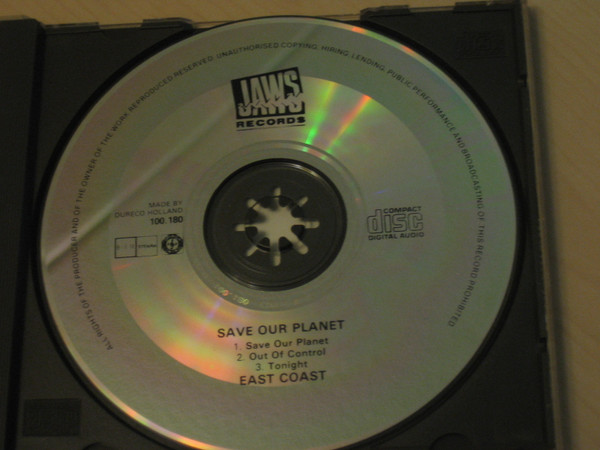 ALL RIGHTS OF THE PRODUCER AND OF THE OWNER OF THE WORK REPRODUCED RESERVED. UNAUTHORISED COPYING, HIRING, LENDING, PUBLIC PERFORMANCE AND BROADCASTING OF THIS RECORD PROHIBITED
JAWS
RECORDS
MADE BY
DURECO HOLLAND
100.180
COMPACT
disc
DIGITAL AUDIO
SAVE OUR PLANET
1. Save Our Planet
2. Out Of Control
3. Tonight
EAST COAST